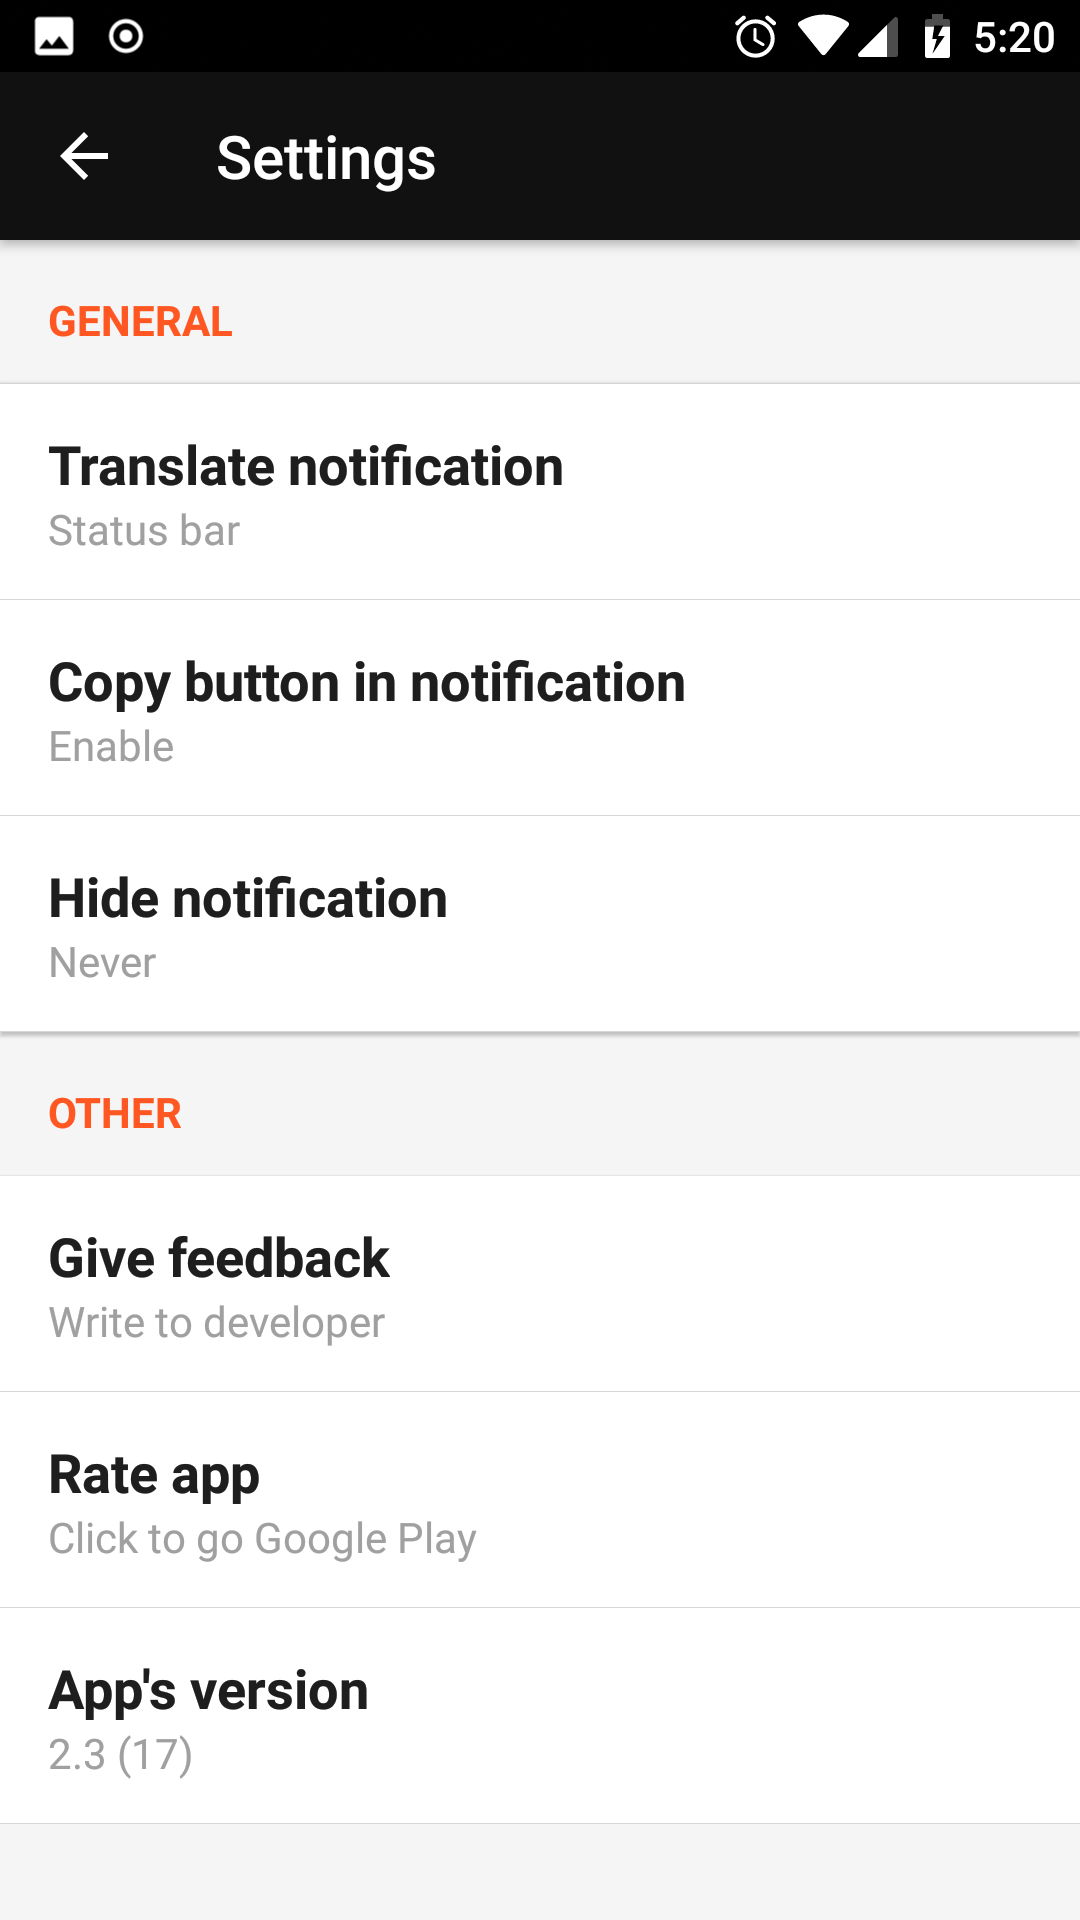 5:20
Settings
GENERAL
Translate notification
Status bar
Copy button in notification
Enable
Hide notification
Never
OTHER
Give feedback
Write to developer
Rate app
Click to go Google Play
App's version
2.3 (17)